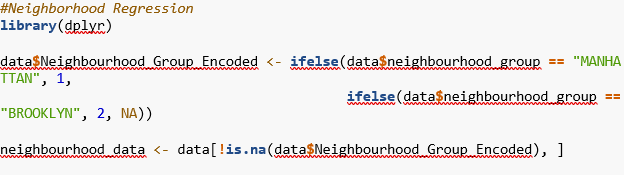 #Neighborhood Regression
library(dplyr)
data$Neighbourhood_Group_Encoded <- ifelse(data$neighbourhood_group == "MANHA
TTAN", 1,
ifelse(data$neighbourhood_group ==
"BROOKLYN", 2, NA))
neighbourhood_data <- data[!is.na(data$Neighbourhood_Group_Encoded), ]